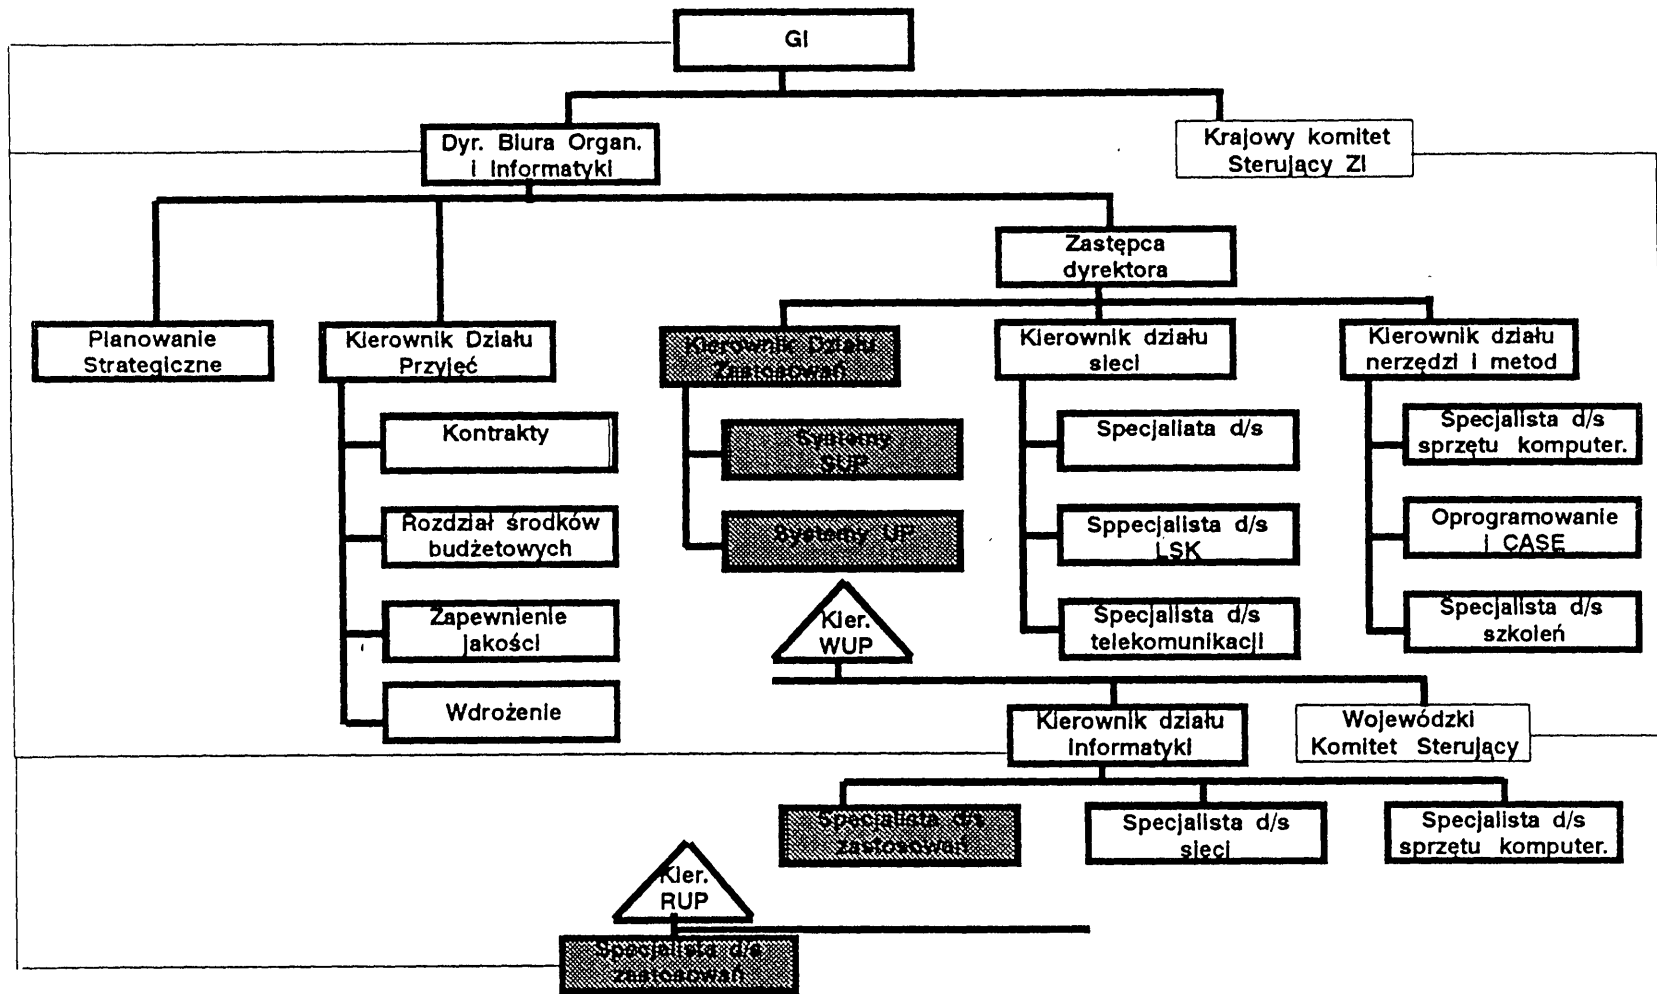 GI
Dyr. Biura Organ.
i Informatyki
Krajowy komitet
Sterujący ZI
Zastępca
dyrektora
Planowanie
Strategiczne
Kierownik Działu
Przyjęć
Kierownik Działu
Zastosowań
Kierownik działu
sieci
Kierownik działu
nerzędzi i metod
Kontrakty
Rozdział środków
budżetowych
Zapewnienie
jakości
Wdrożenie
Systemy
SUP
Systemy UP
Specjaliata d/s
Sppecjalista d/s
LSK
Specjalista d/s
telekomunikacji
Specjalista d/s
sprzętu komputer.
Oprogramowanie
i CASE
Specjalista d/s
szkoleń
Kier.
WUP
Kierownik działu
Informatyki
Wojewódzki
Komitet Sterujący
Specjalista d/s
zastosowań
Specjalista d/s
sieci
Specjalista d/s
sprzętu komputer.
Kier.
RUP
Specjalista d/s
zastosowań